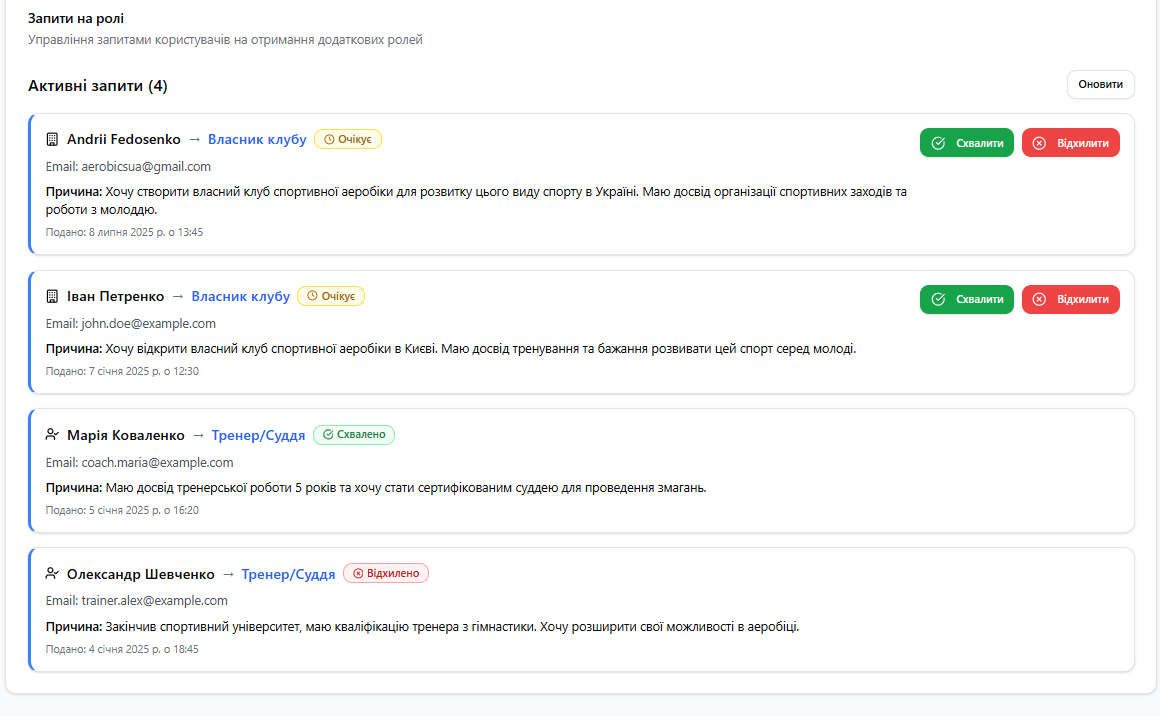 Запити на ролі
Управління запитами користувачів на отримання додаткових ролей
Активні запити (4)
Оновити
Andrii Fedosenko → Власник клубу Очікує
Схвалити
Відхилити
Email: aerobicsua@gmail.com
Причина: Хочу створити власний клуб спортивної аеробіки для розвитку цього виду спорту в Україні. Маю досвід організації спортивних заходів та
роботи з молоддю.
Подано: 8 липня 2025 р. о 13:45
Іван Петренко → Власник клубу Очікує
Схвалити
Відхилити
Email: john.doe@example.com
Причина: Хочу відкрити власний клуб спортивної аеробіки в Києві. Маю досвід тренування та бажання розвивати цей спорт серед молоді.
Подано: 7 січня 2025 р. о 12:30
Марія Коваленко → Тренер/Суддя Схвалено
Email: coach.maria@example.com
Причина: Маю досвід тренерської роботи 5 років та хочу стати сертифікованим суддею для проведення змагань.
Подано: 5 січня 2025 р. о 16:20
Олександр Шевченко → Тренер/Суддя Відхилено
Email: trainer.alex@example.com
Причина: Закінчив спортивний університет, маю кваліфікацію тренера з гімнастики. Хочу розширити свої можливості в аеробіці.
Подано: 4 січня 2025 р. о 18:45